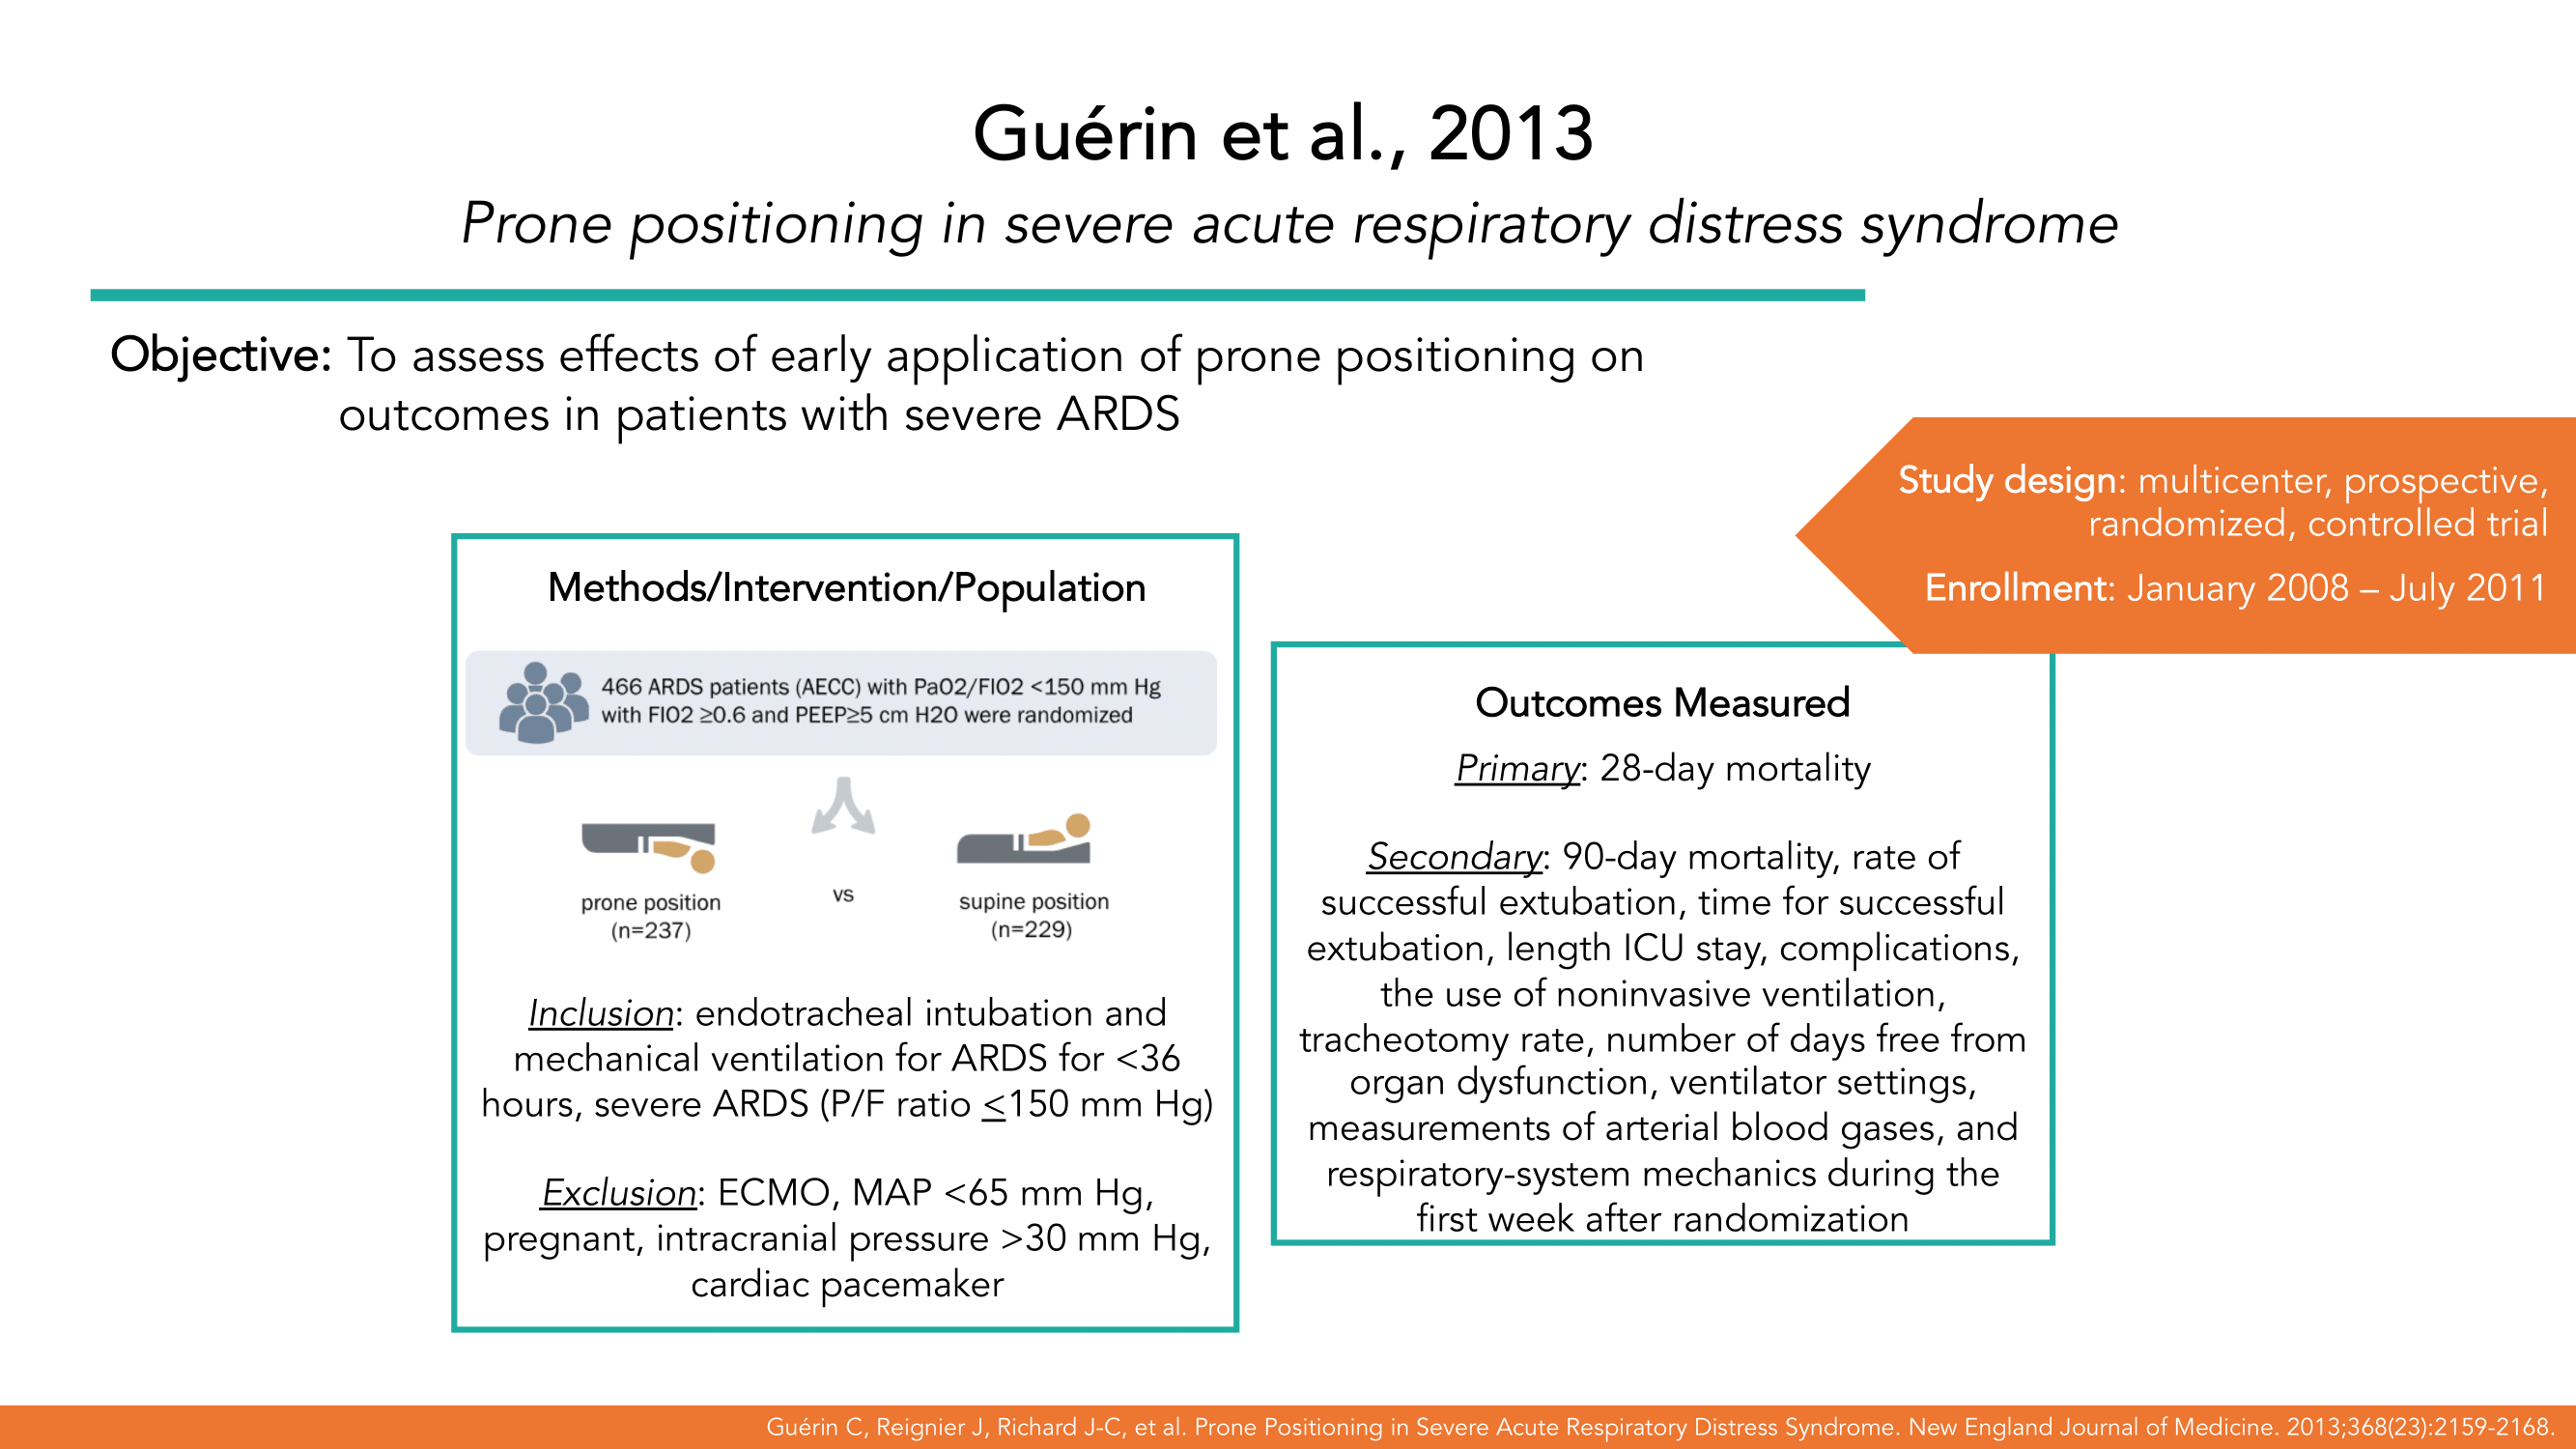 Guérin et al., 2013
Prone positioning in severe acute respiratory distress syndrome
Objective: To assess effects of early application of prone positioning on
outcomes in patients with severe ARDS
Study design: multicenter, prospective,
randomized, controlled trial
Enrollment: January 2008 – July 2011
Methods/Intervention/Population
466 ARDS patients (AECC) with PaO2/FIO2 <150 mm Hg
with FIO2 ≥0.6 and PEEP≥5 cm H2O were randomized
prone position
(n=237)
vs
supine position
(n=229)
Inclusion: endotracheal intubation and
mechanical ventilation for ARDS for <36
hours, severe ARDS (P/F ratio ≤150 mm Hg)
Exclusion: ECMO, MAP <65 mm Hg,
pregnant, intracranial pressure >30 mm Hg,
cardiac pacemaker
Outcomes Measured
Primary: 28-day mortality
Secondary: 90-day mortality, rate of
successful extubation, time for successful
extubation, length ICU stay, complications,
the use of noninvasive ventilation,
tracheotomy rate, number of days free from
organ dysfunction, ventilator settings,
measurements of arterial blood gases, and
respiratory-system mechanics during the
first week after randomization
Guérin C, Reignier J, Richard J-C, et al. Prone Positioning in Severe Acute Respiratory Distress Syndrome. New England Journal of Medicine. 2013;368(23):2159-2168.